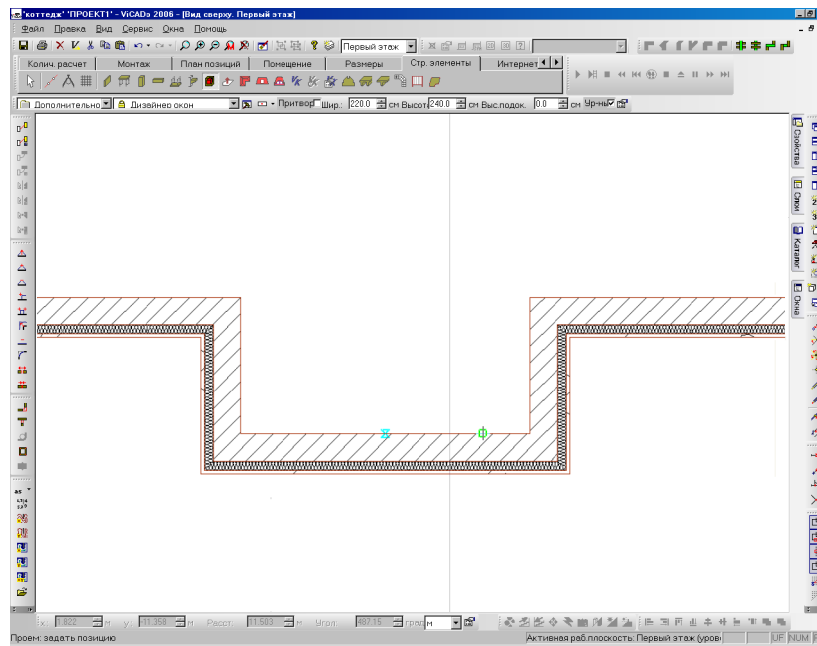 "коттедж" "ПРОЕКТ1" - ViCADo 2006 - [Вид сверху. Первый этаж]
Файл Правка Вид Сервис Окна Помощь
Первый этаж
Колич. расчет Монтаж План позиций Помещение Размеры Стр. элементы Интернет
Дополнительно Дизайнер окон Притвор Шир.: 220.0 см Высот 240.0 см Выс.подок. 0.0 см Ур-нь
Свойства
Слои
Каталог
Окна
as
x: 1.822 м y: -11.358 м Расст: 11.503 м Угол: 487.15 град м
Проем: задать позицию Активная раб.плоскость: Первый этаж (уров UF NUM